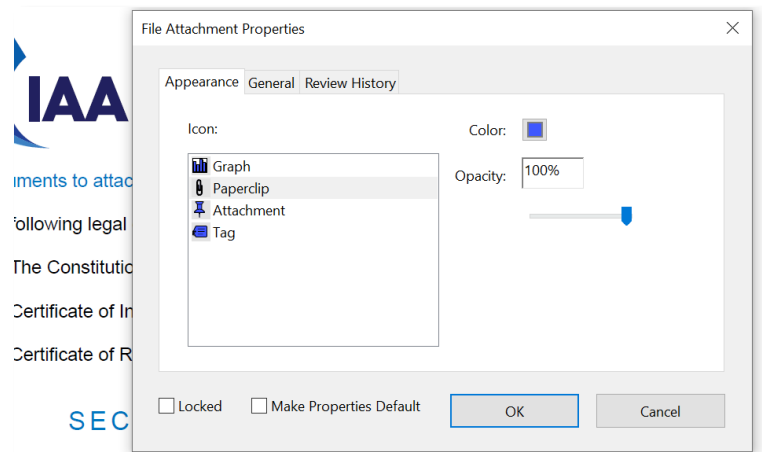 File Attachment Properties
IAA
Appearance General Review History
Icon:
Color:
Graph
Paperclip
Attachment
Tag
Opacity:
100%
uments to attac
following legal
The Constitutio
Certificate of In
Certificate of R
SEC
Locked
Make Properties Default
OK
Cancel